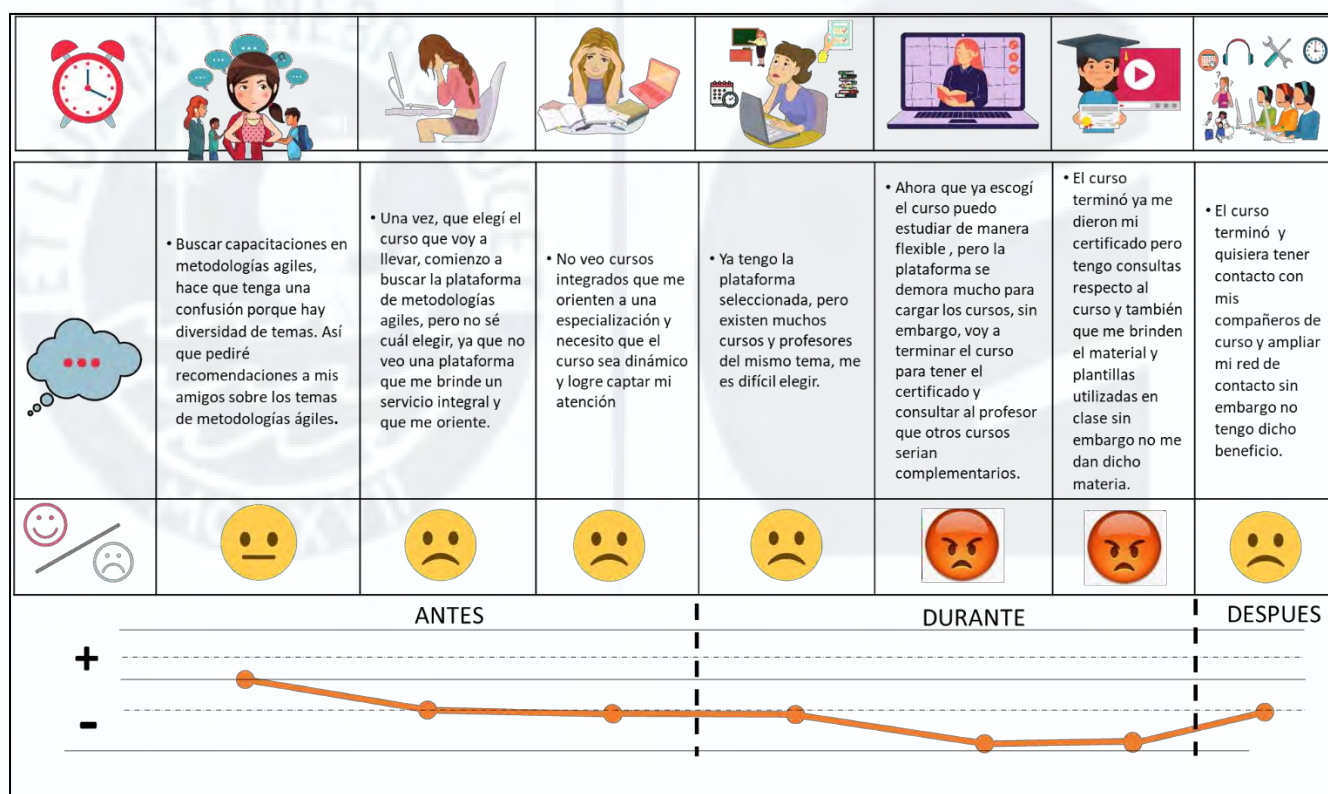 • Buscar capacitaciones en
metodologías agiles,
hace que tenga una
confusión porque hay
diversidad de temas. Así
que pediré
recomendaciones a mis
amigos sobre los temas
de metodologías ágiles.
• Una vez, que elegí el
curso que voy a
llevar, comienzo a
buscar la plataforma
de metodologías
agiles, pero no sé
cuál elegir, ya que no
veo una plataforma
que me brinde un
servicio integral y
que me oriente.
• No veo cursos
integrados que me
orienten a una
especialización y
necesito que el
curso sea dinámico
y logre captar mi
atención
• Ya tengo la
plataforma
seleccionada, pero
existen muchos
cursos y profesores
del mismo tema, me
es difícil elegir.
• Ahora que ya escogí
el curso puedo
estudiar de manera
flexible , pero la
plataforma se
demora mucho para
cargar los cursos, sin
embargo, voy a
terminar el curso
para tener el
certificado y
consultar al profesor
que otros cursos
serian
complementarios.
• El curso
terminó ya me
dieron mi
certificado pero
tengo consultas
respecto al
curso y también
que me brinden
el material y
plantillas
utilizadas en
clase sin
embargo no me
dan dicho
materia.
• El curso
terminó y
quisiera tener
contacto con
mis
compañeros de
curso y ampliar
mi red de
contacto sin
embargo no
tengo dicho
beneficio.
ANTES
DURANTE
DESPUES
+
-